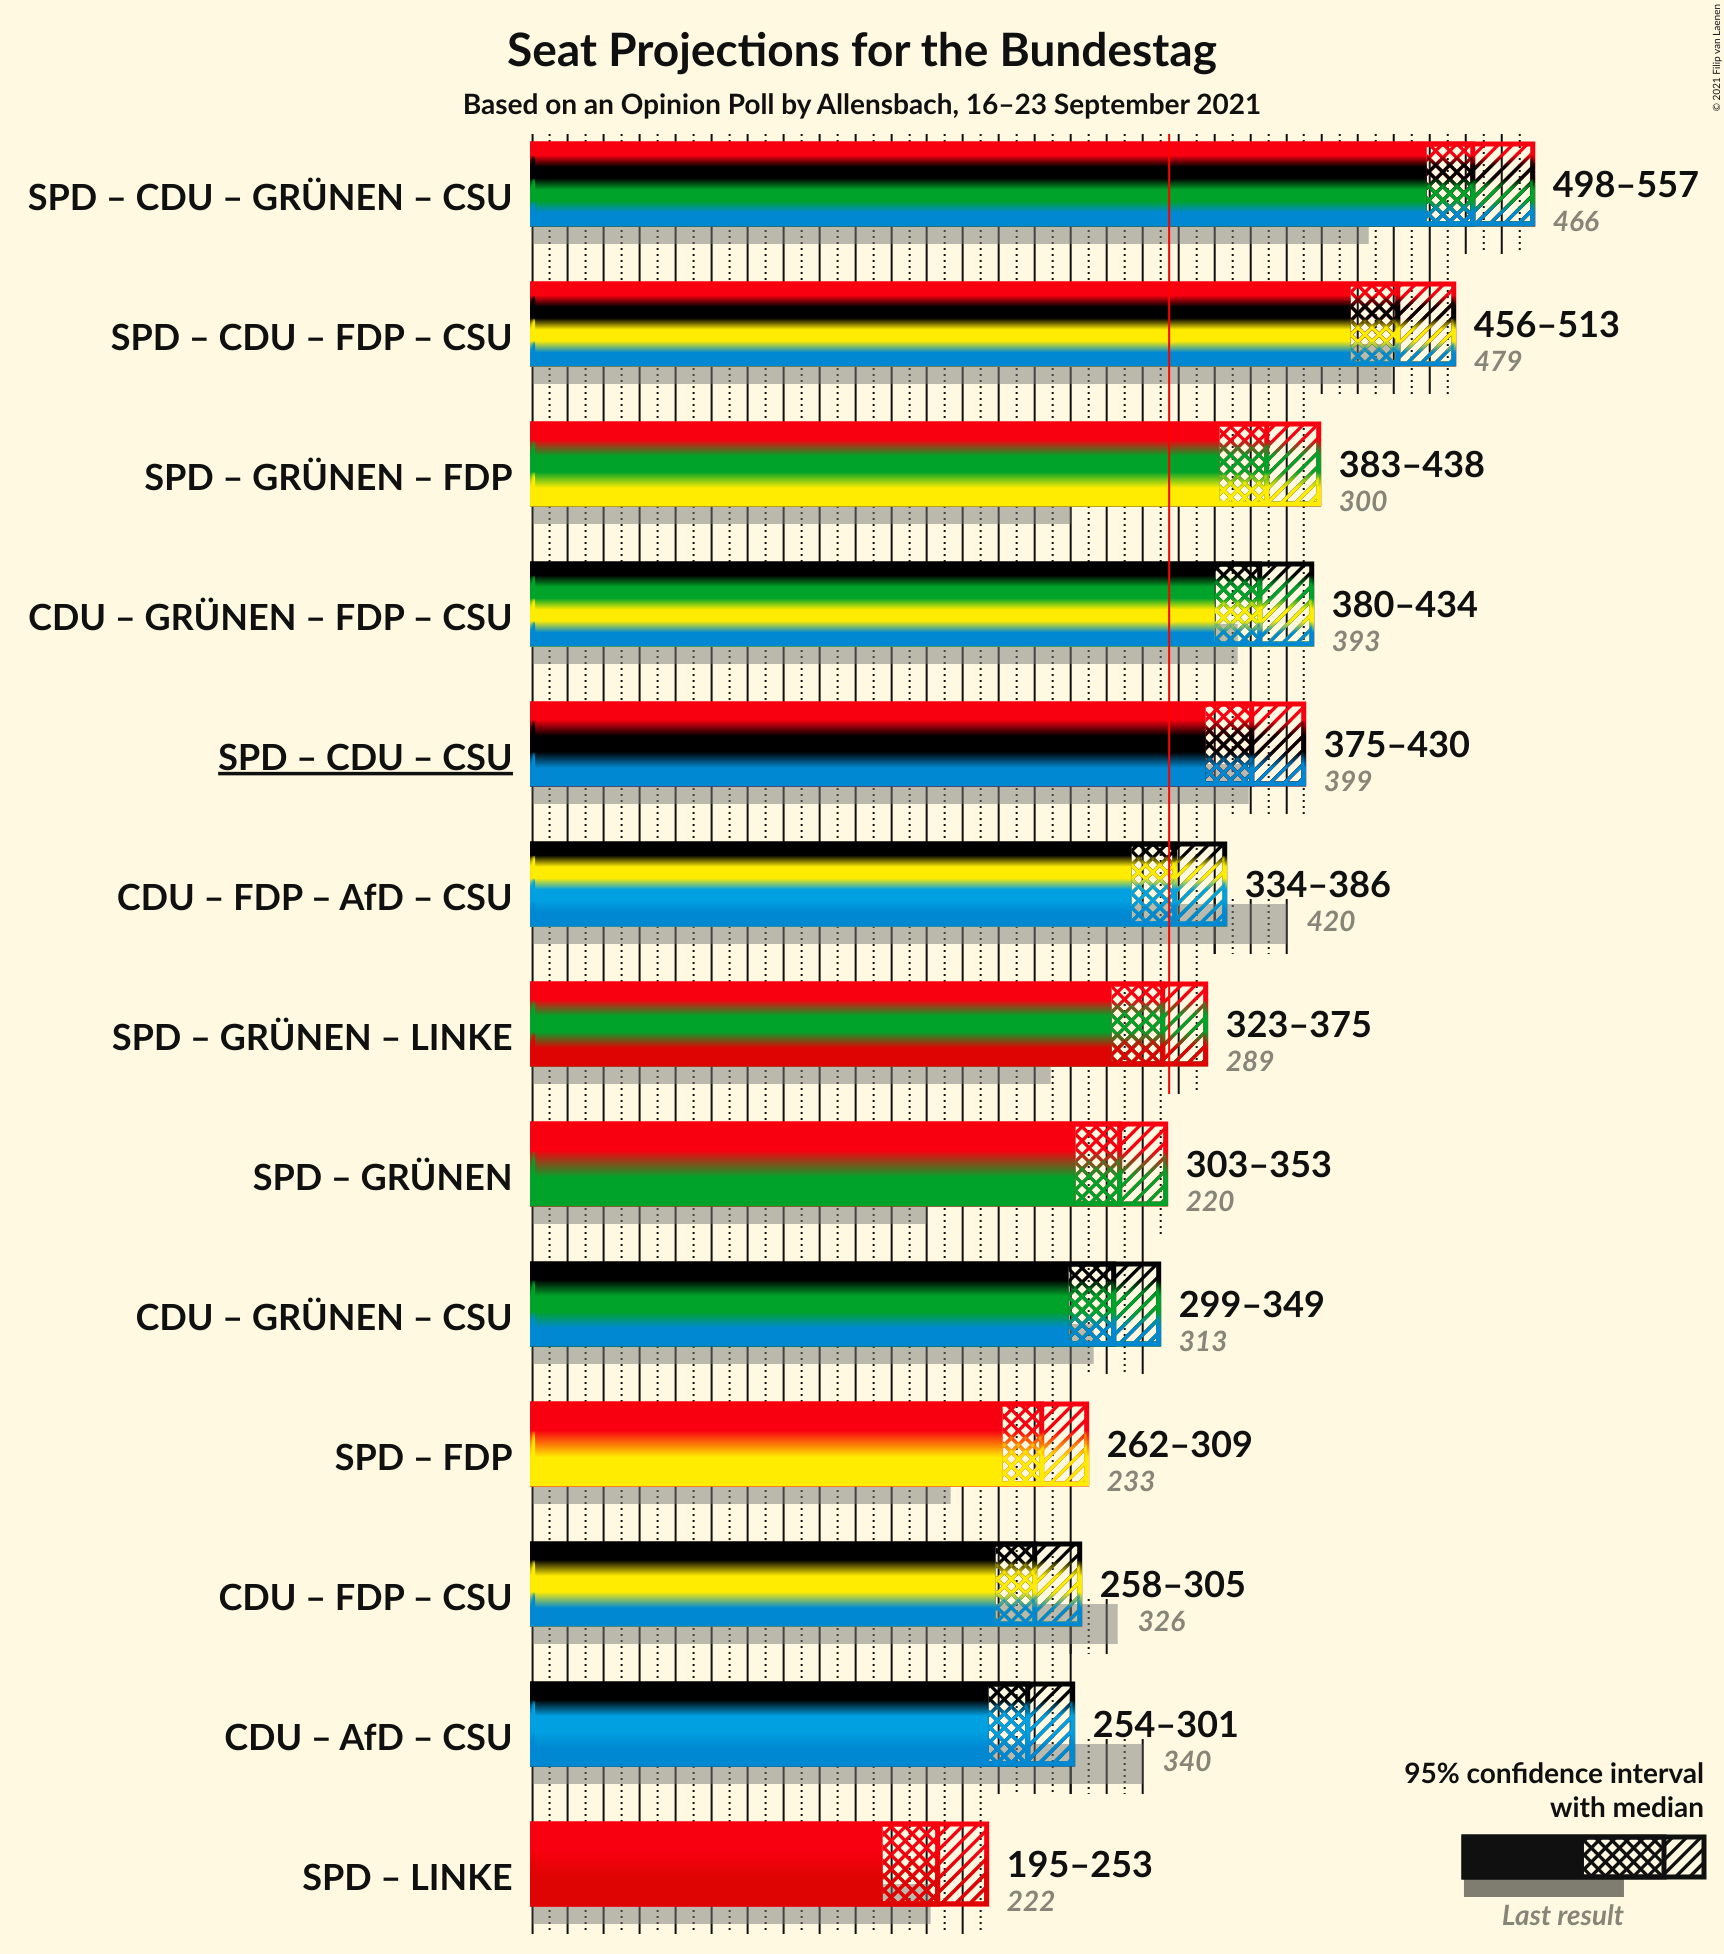 Seat Projections for the Bundestag
Based on an Opinion Poll by Allensbach, 16–23 September 2021
© 2021 Filip van Laenen
SPD – CDU – GRÜNEN – CSU
498–557
466
SPD – CDU – FDP – CSU
456–513
479
SPD – GRÜNEN – FDP
383–438
300
CDU – GRÜNEN – FDP – CSU
380–434
393
SPD – CDU – CSU
375–430
399
CDU – FDP – AfD – CSU
334–386
420
SPD – GRÜNEN – LINKE
323–375
289
SPD – GRÜNEN
303–353
220
CDU – GRÜNEN – CSU
299–349
313
SPD – FDP
262–309
233
CDU – FDP – CSU
258–305
326
CDU – AfD – CSU
254–301
340
SPD – LINKE
195–253
222
95% confidence interval
with median
Last result